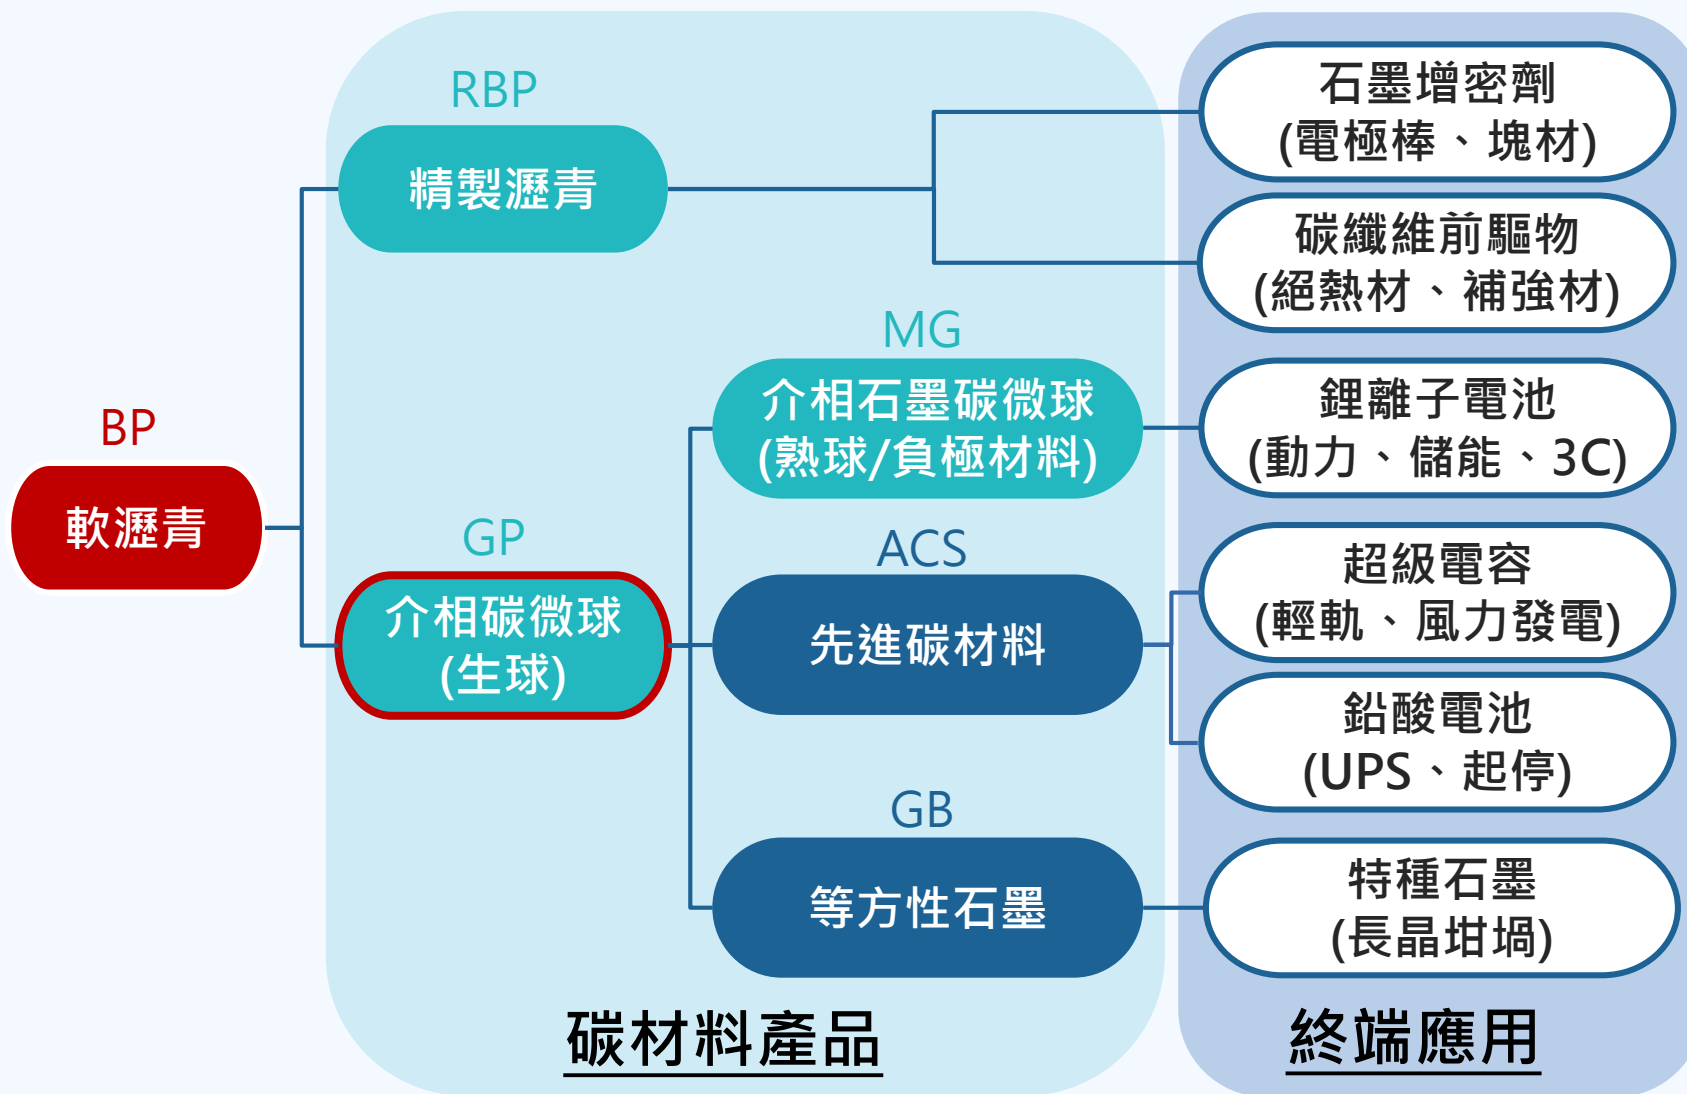 BP
軟瀝青
RBP
精製瀝青
GP
介相碳微球
(生球)
MG
介相石墨碳微球
(熟球/負極材料)
ACS
先進碳材料
GB
等方性石墨
碳材料產品
石墨增密劑
(電極棒、塊材)
碳纖維前驅物
(絕熱材、補強材)
鋰離子電池
(動力、儲能、3C)
超級電容
(輕軌、風力發電)
鉛酸電池
(UPS、起停)
特種石墨
(長晶坩堝)
終端應用